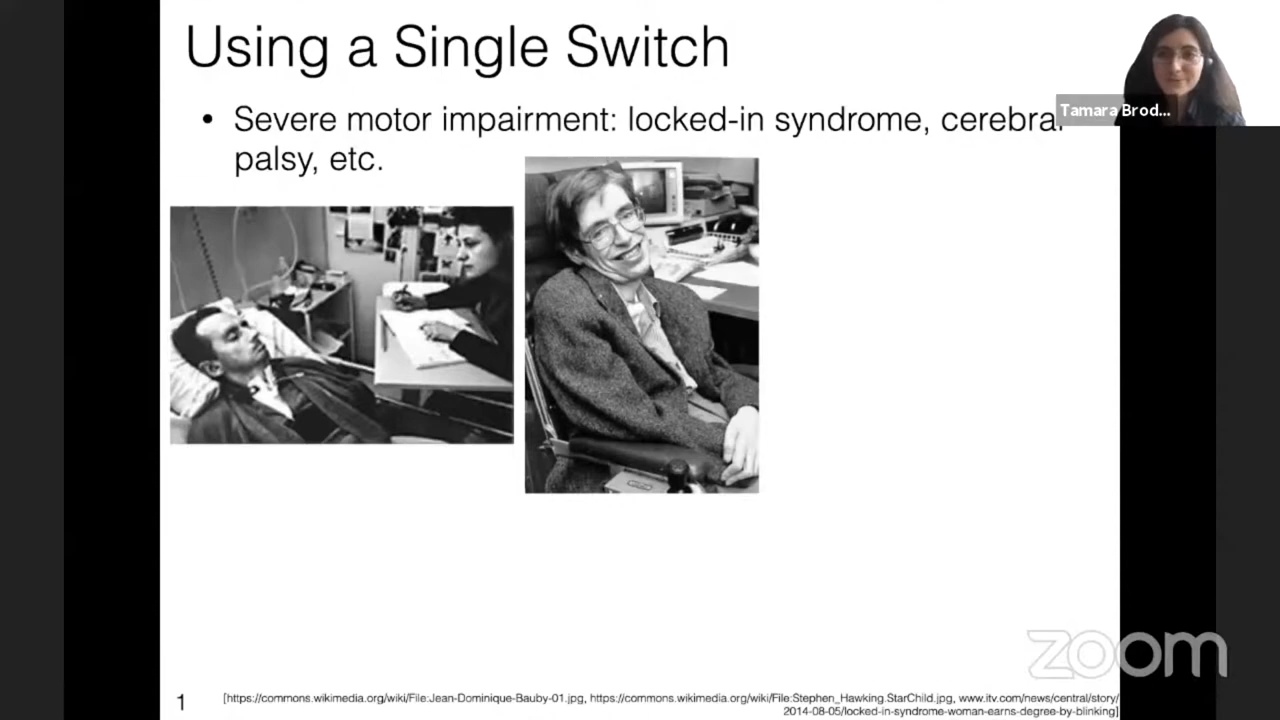 Using a Single Switch
• Severe motor impairment: locked-in syndrome, cerebral
palsy, etc.
Tamara Brod...
zoom
1
[https://commons.wikimedia.org/wiki/File:Jean-Dominique-Bauby-01.jpg, https://commons.wikimedia.org/wiki/File:Stephen_Hawking.StarChild.jpg, www.itv.com/news/central/story/
2014-08-05/locked-in-syndrome-woman-earns-degree-by-blinking]